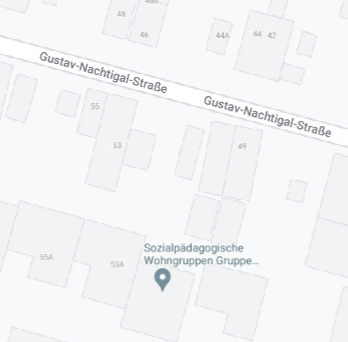 48
46
44A
44 42
Gustav-Nachtigal-Straße
Gustav-Nachtigal-Straße
55
53
49
Sozialpädagogische
Wohngruppen Gruppe...
55A
53A